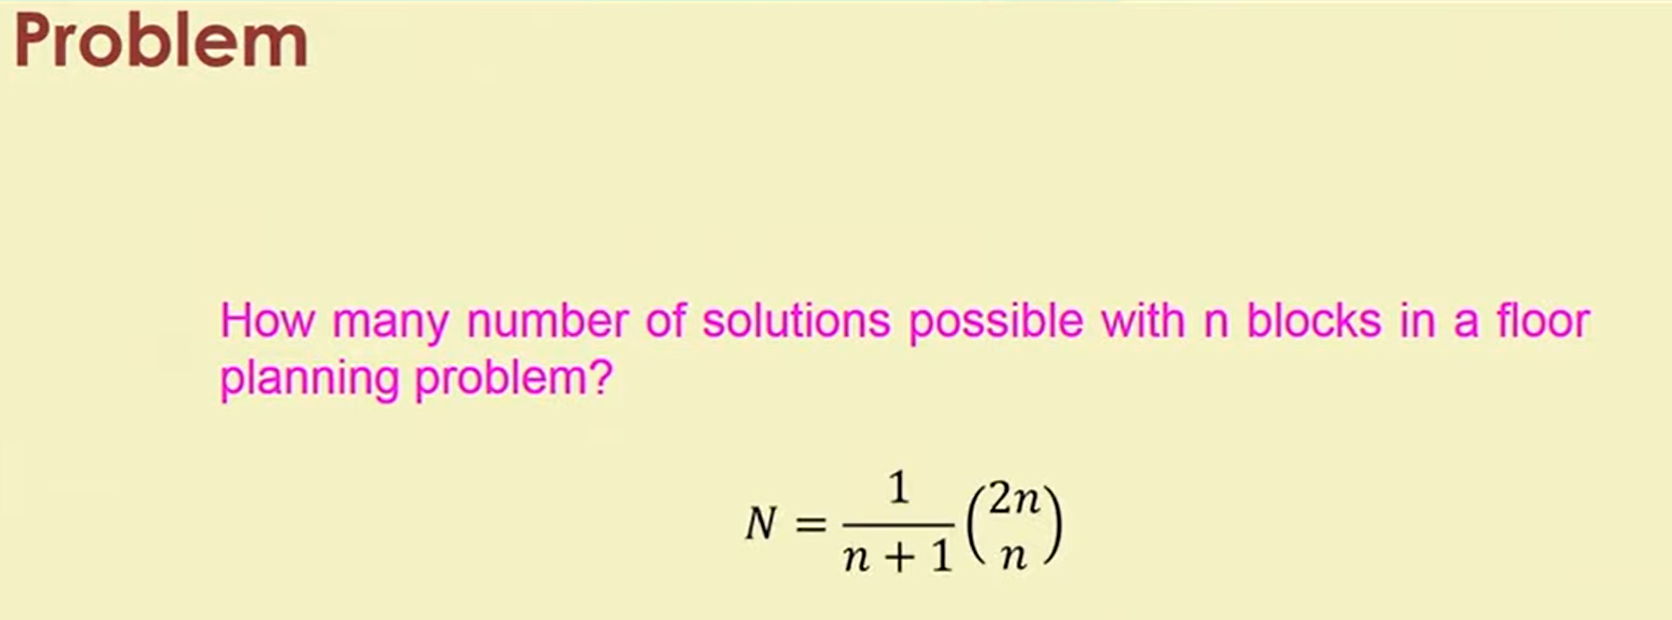 Problem
How many number of solutions possible with n blocks in a floor
planning problem?
N = \frac{1}{n + 1} \binom{2n}{n}